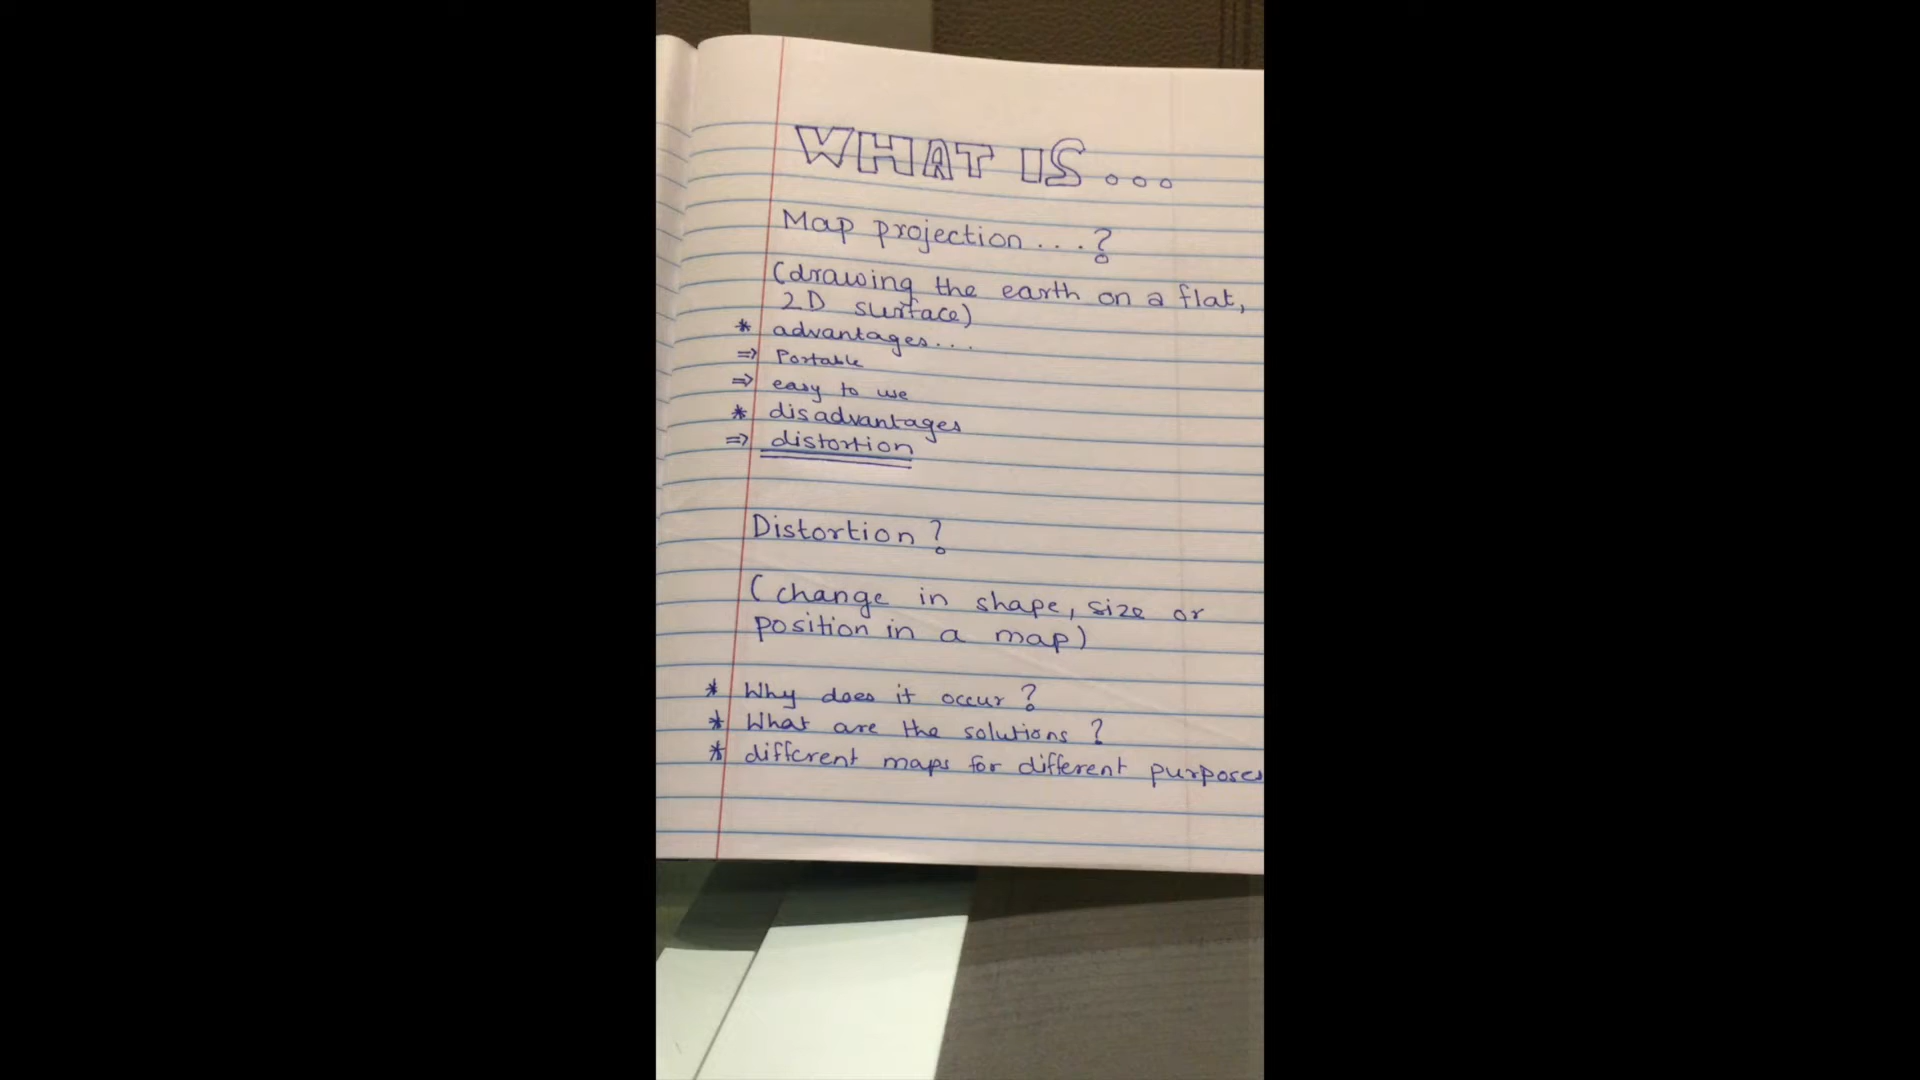 WHAT IS...
Map projection...?
(drawing the earth on a flat,
2D surface)
* advantages...
⇒ Portable
⇒ easy to use
* disadvantages
⇒ distortion
Distortion?
(change in shape, size or
position in a map)
* Why does it occur?
* What are the solutions?
* different maps for different purposes